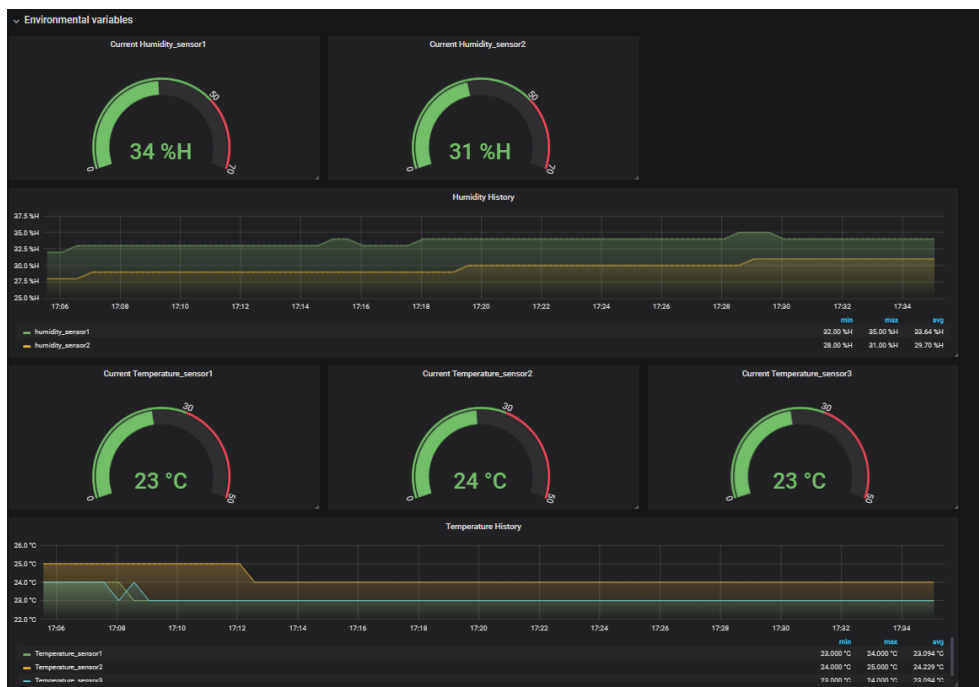 Environmental variables
Current Humidity_sensor1
Current Humidity_sensor2
50
50
34 %H
31 %H
0
70
0
70
Humidity History
37.5 %H
35.0 %H
32.5 %H
30.0 %H
27.5 %H
25.0 %H
17:06 17:08 17:10 17:12 17:14 17:16 17:18 17:20 17:22 17:24 17:26 17:28 17:30 17:32 17:34
min max avg
humidity_sensor1 32.00 %H 35.00 %H 33.64 %H
humidity_sensor2 28.00 %H 31.00 %H 29.70 %H
Current Temperature_sensor1
Current Temperature_sensor2
Current Temperature_sensor3
30
30
30
23 °C
24 °C
23 °C
0
50
0
50
0
50
Temperature History
26.0 °C
25.0 °C
24.0 °C
23.0 °C
22.0 °C
17:06 17:08 17:10 17:12 17:14 17:16 17:18 17:20 17:22 17:24 17:26 17:28 17:30 17:32 17:34
min max avg
Temperature_sensor1 23.000 °C 24.000 °C 23.094 °C
Temperature_sensor2 24.000 °C 25.000 °C 24.229 °C
Temperature_sensor3 23.000 °C 24.000 °C 23.094 °C